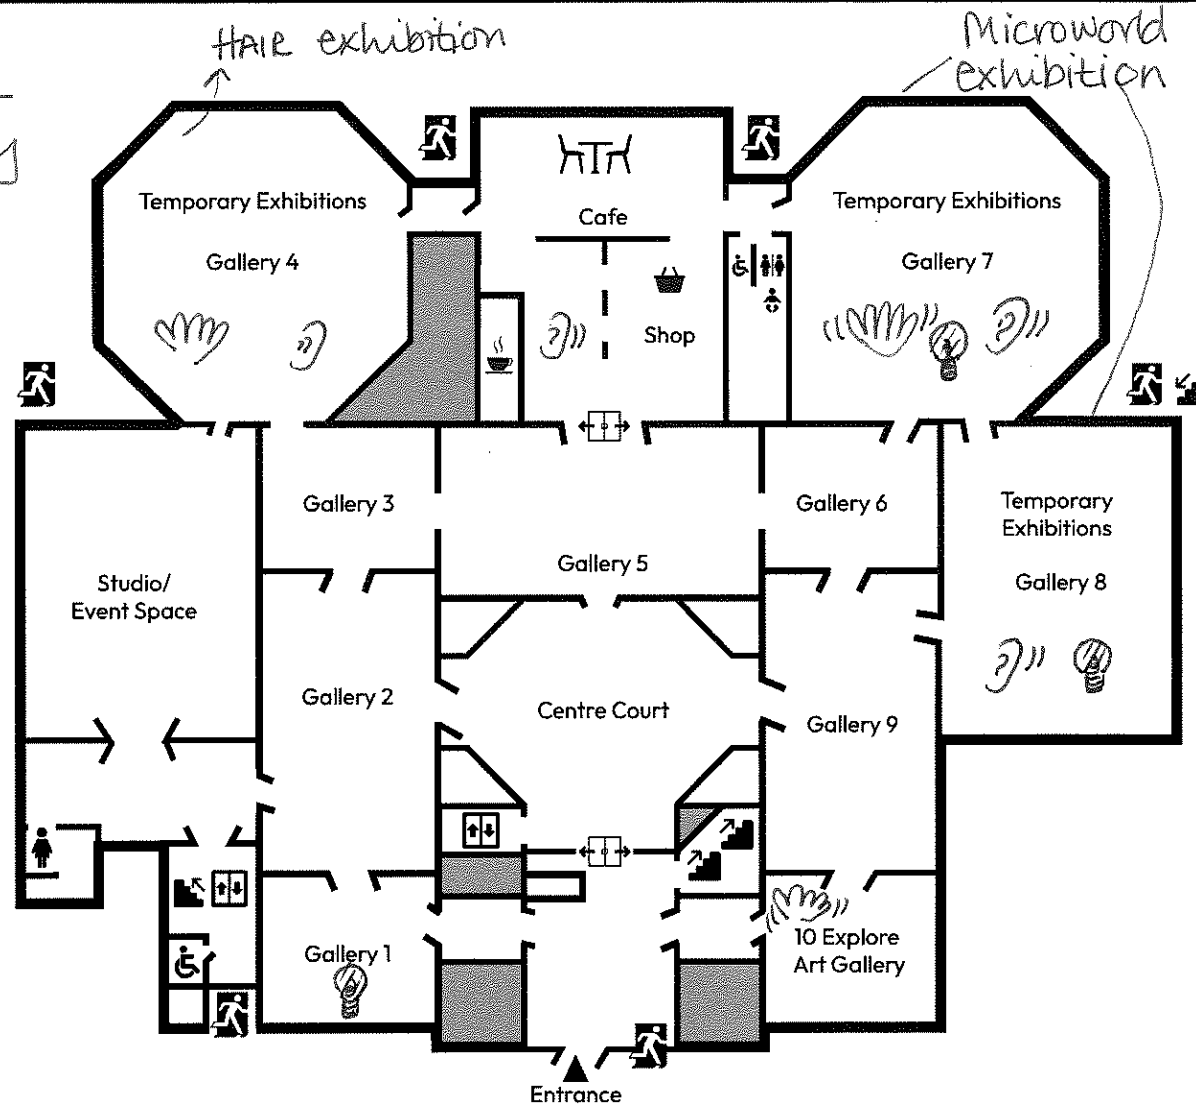 HAIR exhibition
Microworld
exhibition
Temporary Exhibitions
Gallery 4
Cafe
Shop
Temporary Exhibitions
Gallery 7
Gallery 3
Gallery 5
Gallery 6
Temporary
Exhibitions
Gallery 8
Studio/
Event Space
Gallery 2
Centre Court
Gallery 9
Gallery 1
10 Explore
Art Gallery
Entrance